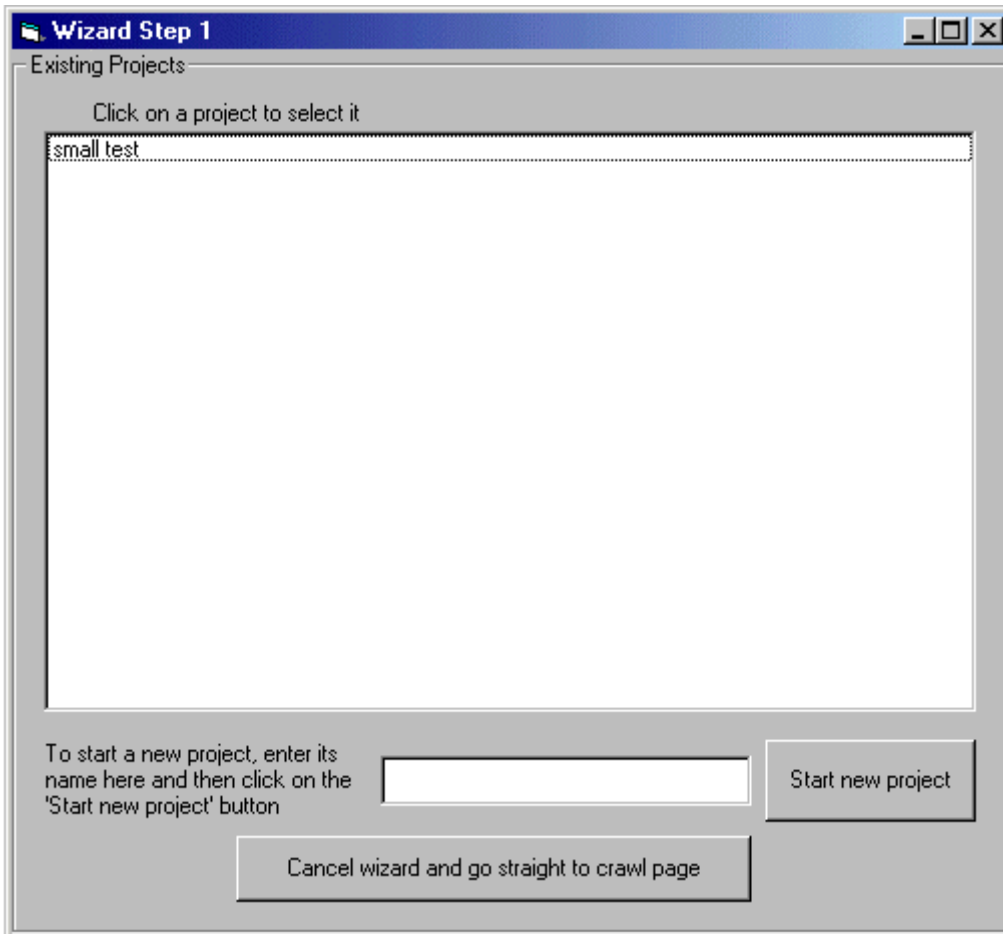 Wizard Step 1
Existing Projects
Click on a project to select it
small test
To start a new project, enter its
name here and then click on the
'Start new project' button
Start new project
Cancel wizard and go straight to crawl page